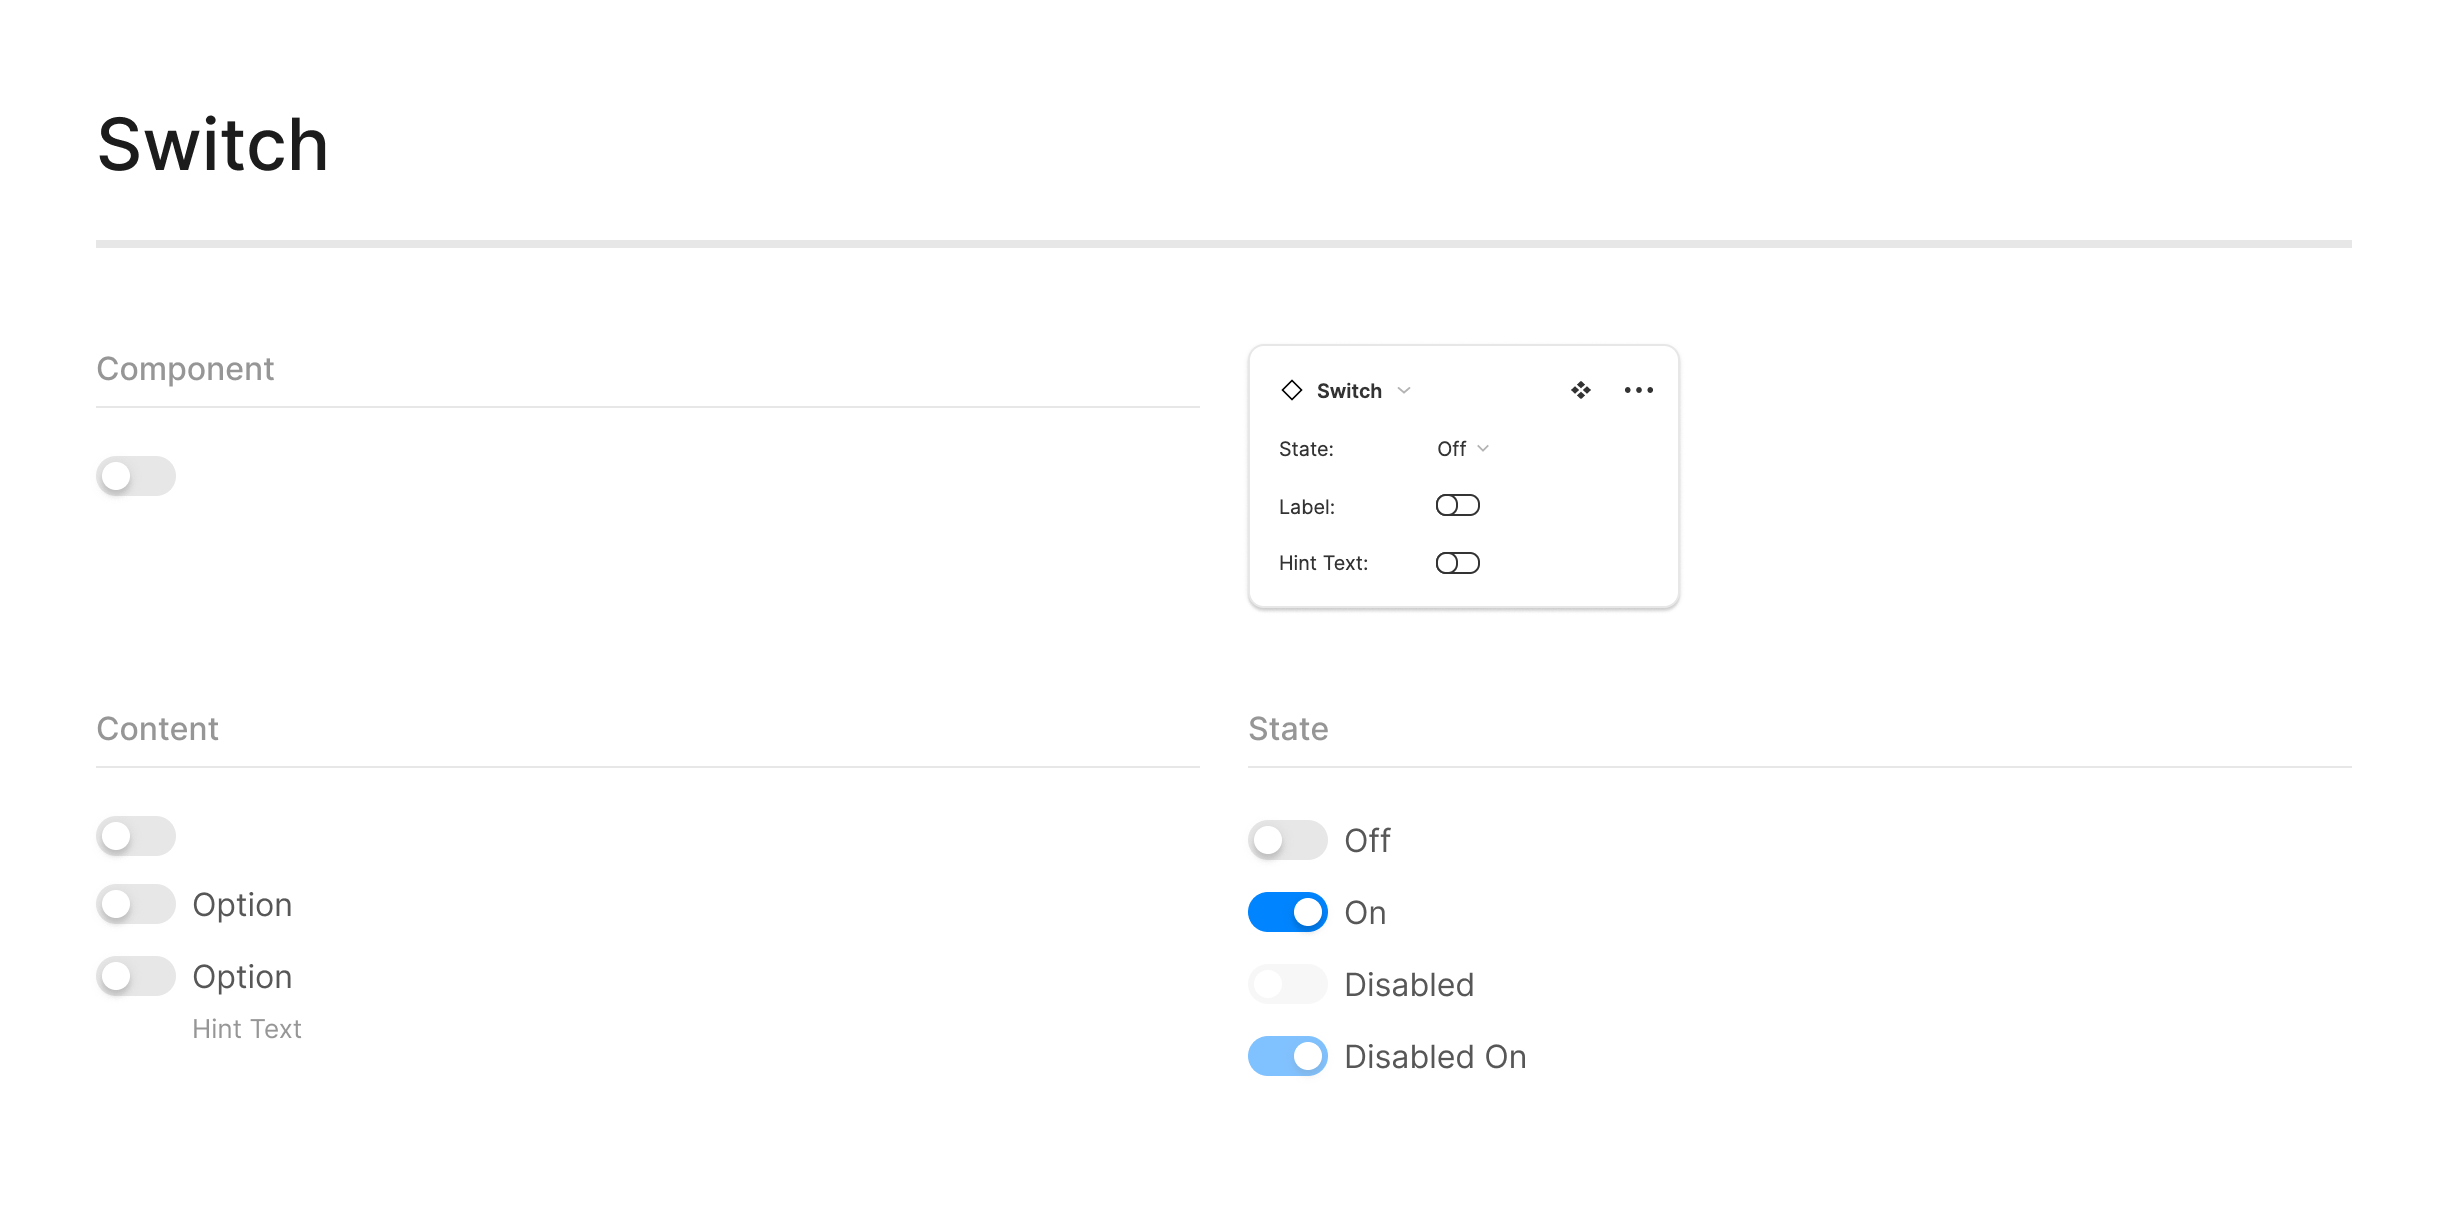 Switch
Component
Switch
State: Off
Label:
Hint Text:
Content
Option
Option
Hint Text
State
Off
On
Disabled
Disabled On